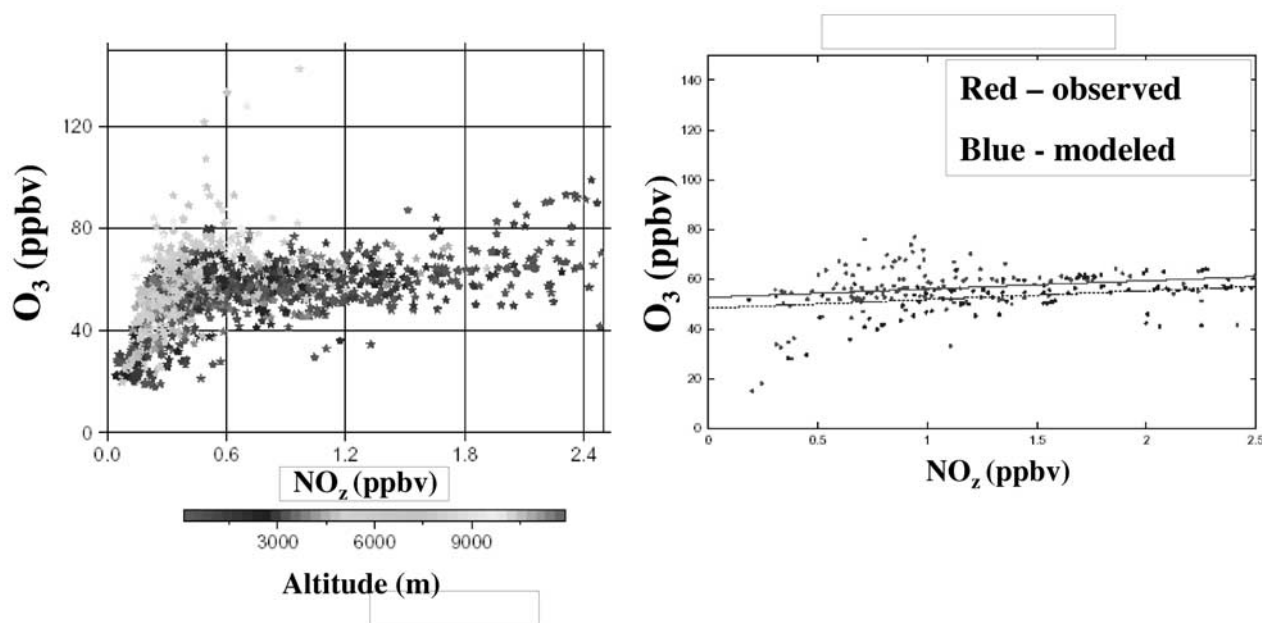 120
80
40
0
O3 (ppbv)
0.0 0.6 1.2 1.8 2.4
NOz (ppbv)
3000 6000 9000
Altitude (m)
Red – observed
Blue - modeled
140
120
100
80
60
40
20
0
O3 (ppbv)
0 0.5 1 1.5 2 2.5
NOz (ppbv)